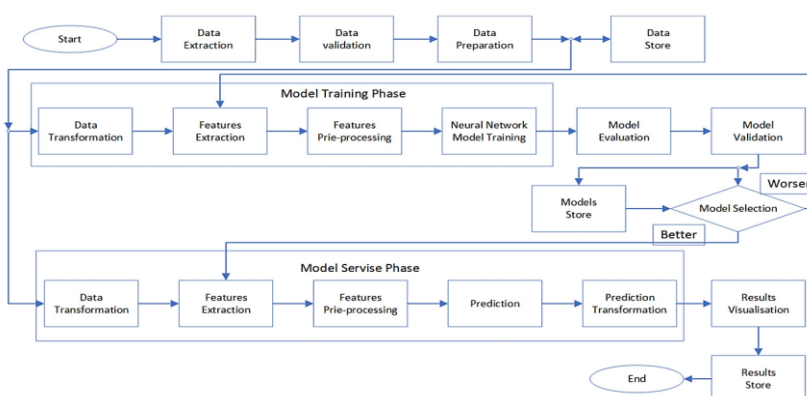 Start
Data
Extraction
Data
validation
Data
Preparation
Data
Store
Model Training Phase
Data
Transformation
Features
Extraction
Features
Prie-processing
Neural Network
Model Training
Model
Evaluation
Model
Validation
Worser
Models
Store
Model Selection
Better
Model Servise Phase
Data
Transformation
Features
Extraction
Features
Prie-processing
Prediction
Prediction
Transformation
Results
Visualisation
End
Results
Store